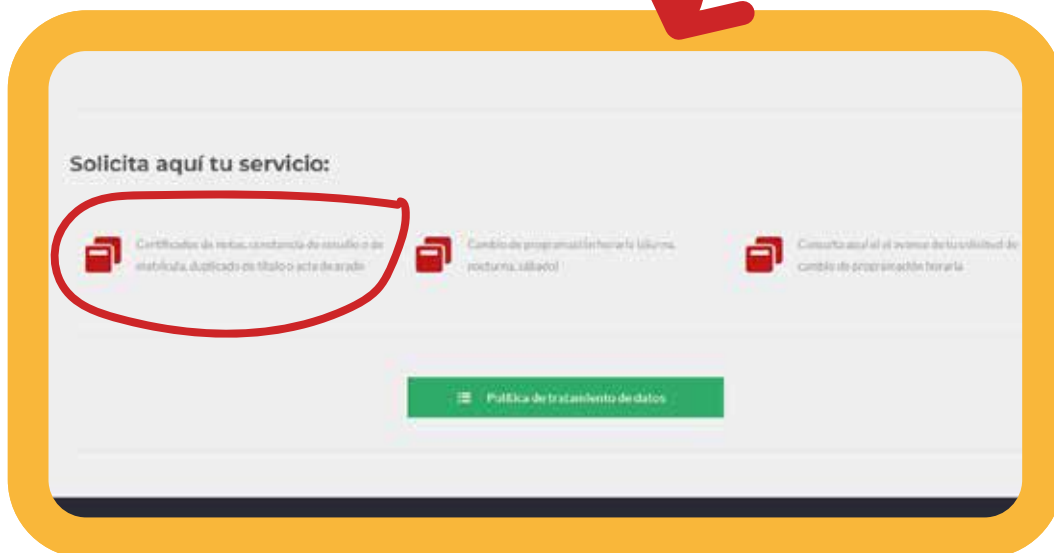 Solicita aquí tu servicio:
Certificados de notas, constancia de estudio o de
matrícula, duplicado de título o acta de grado
Cambio de programación horaria (diurna,
nocturna, sábado)
Consulta aquí el avance de tu solicitud de
cambio de programación horaria
Política de tratamiento de datos